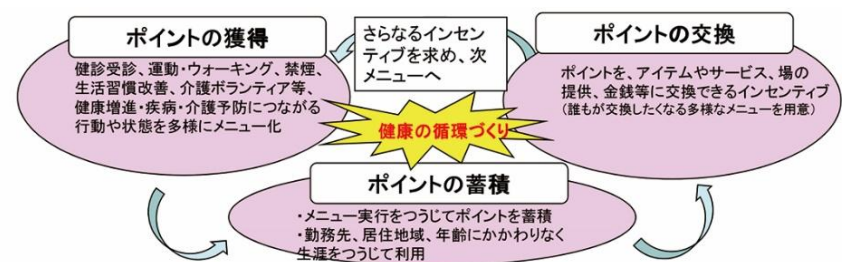 ポイントの獲得
健診受診、運動・ウォーキング、禁煙、
生活習慣改善、介護ボランティア等、
健康増進・疾病・介護予防につながる
行動や状態を多様にメニュー化
さらなるインセン
ティブを求め、次
メニューへ
ポイントの交換
ポイントを、アイテムやサービス、場の
提供、金銭等に交換できるインセンティブ
(誰もが交換したくなる多様なメニューを用意)
健康の循環づくり
ポイントの蓄積
・メニュー実行をつうじてポイントを蓄積
・勤務先、居住地域、年齢にかかわりなく
生涯をつうじて利用